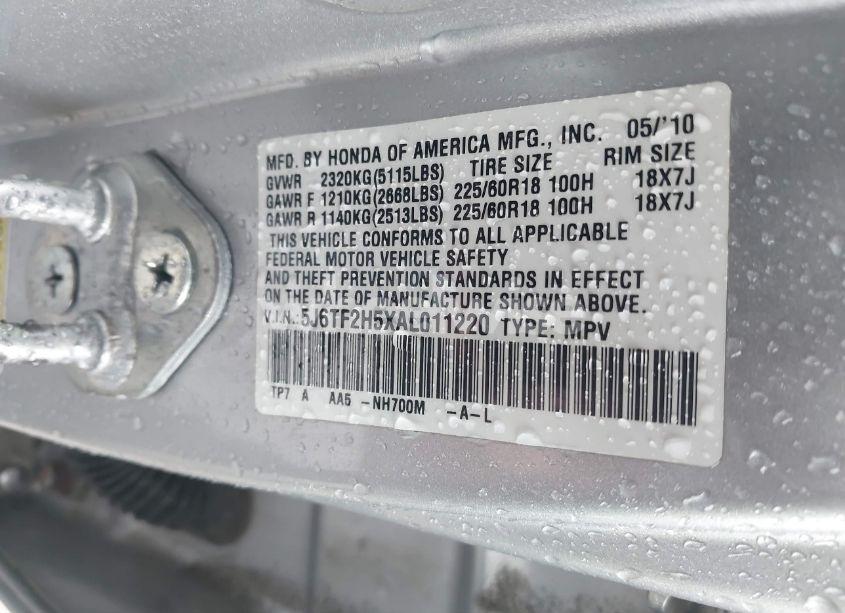 MFD. BY HONDA OF AMERICA MFG., INC. 05/'10
GVWR 2320KG(5115LBS) TIRE SIZE RIM SIZE
GAWR F 1210KG(2668LBS) 225/60R18 100H 18X7J
GAWR R 1140KG(2513LBS) 225/60R18 100H 18X7J
THIS VEHICLE CONFORMS TO ALL APPLICABLE
FEDERAL MOTOR VEHICLE SAFETY
AND THEFT PREVENTION STANDARDS IN EFFECT
ON THE DATE OF MANUFACTURE SHOWN ABOVE.
V.I.N.: 5J6TF2H5XAL011220 TYPE: MPV
TP7 A AA5 -NH700M -A-L